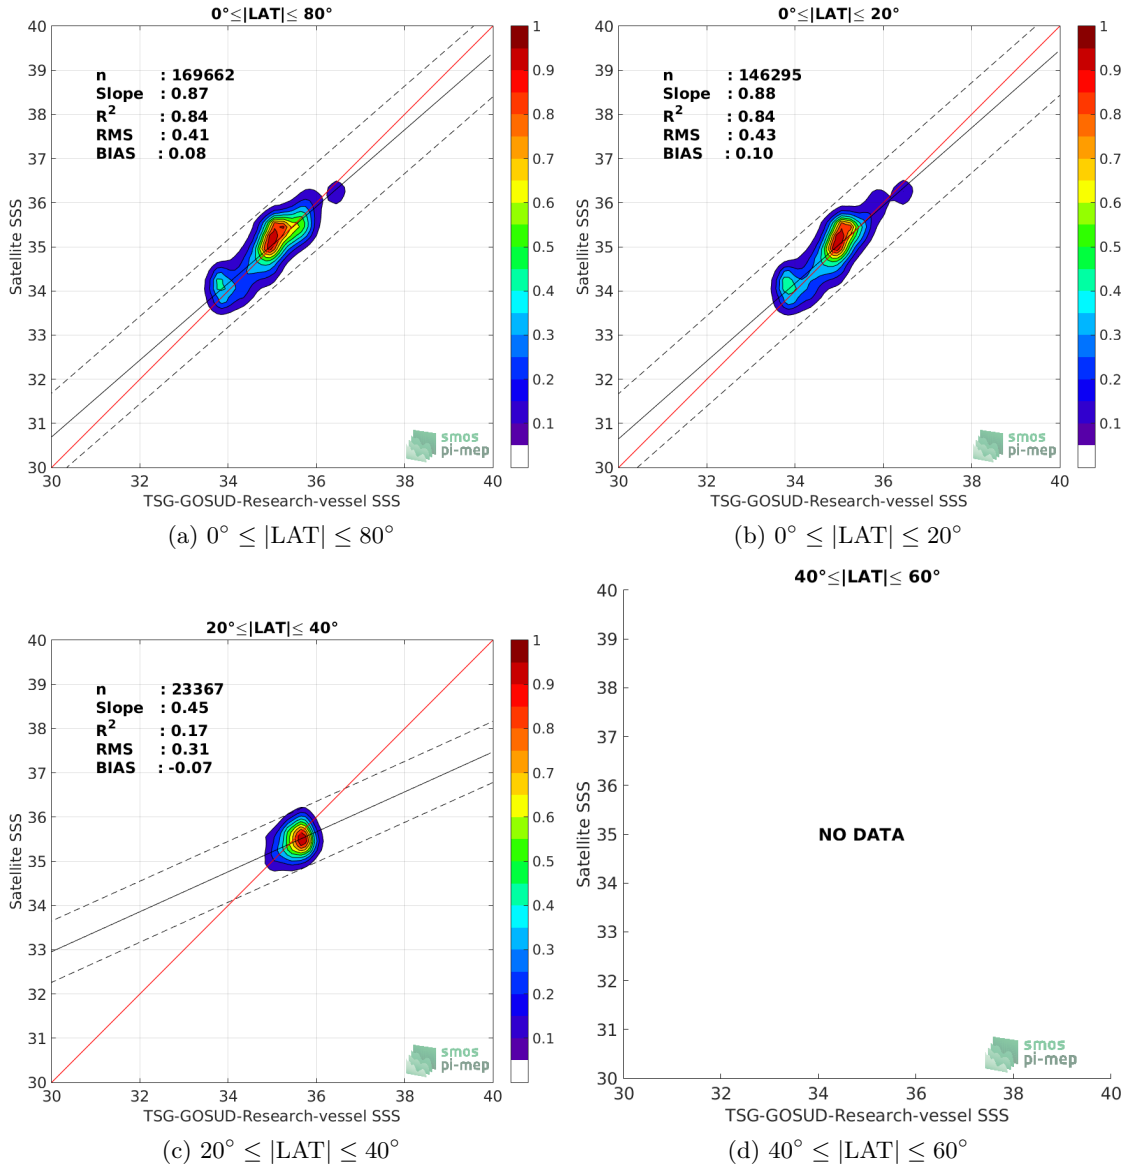 0°≤|LAT|≤ 80°
n : 169662
Slope : 0.87
R² : 0.84
RMS : 0.41
BIAS : 0.08
40
39
38
37
36
35
34
33
32
31
30
Satellite SSS
30 32 34 36 38 40
TSG-GOSUD-Research-vessel SSS
1
0.9
0.8
0.7
0.6
0.5
0.4
0.3
0.2
0.1
smos
pi-mep
(a) 0° ≤ |LAT| ≤ 80°
0°≤|LAT|≤ 20°
n : 146295
Slope : 0.88
R² : 0.84
RMS : 0.43
BIAS : 0.10
40
39
38
37
36
35
34
33
32
31
30
Satellite SSS
30 32 34 36 38 40
TSG-GOSUD-Research-vessel SSS
1
0.9
0.8
0.7
0.6
0.5
0.4
0.3
0.2
0.1
smos
pi-mep
(b) 0° ≤ |LAT| ≤ 20°
20°≤|LAT|≤ 40°
n : 23367
Slope : 0.45
R² : 0.17
RMS : 0.31
BIAS : -0.07
40
39
38
37
36
35
34
33
32
31
30
Satellite SSS
30 32 34 36 38 40
TSG-GOSUD-Research-vessel SSS
1
0.9
0.8
0.7
0.6
0.5
0.4
0.3
0.2
0.1
smos
pi-mep
(c) 20° ≤ |LAT| ≤ 40°
40°≤|LAT|≤ 60°
40
39
38
37
36
35
34
33
32
31
30
Satellite SSS
NO DATA
30 32 34 36 38 40
TSG-GOSUD-Research-vessel SSS
smos
pi-mep
(d) 40° ≤ |LAT| ≤ 60°